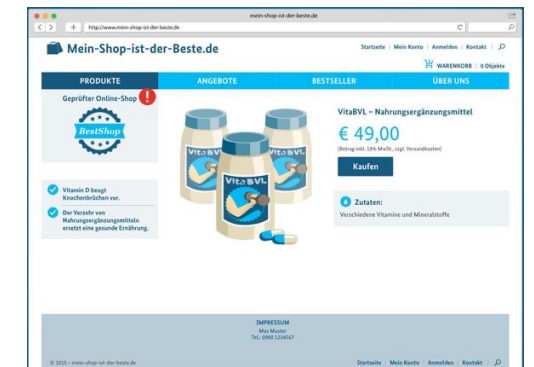 mein-shop-ist-der-beste.de
http://www.mein-shop-ist-der-beste.de
Mein-Shop-ist-der-Beste.de
Startseite | Mein Konto | Anmelden | Kontakt
WARENKORB | 0 Objekte
PRODUKTE
ANGEBOTE
BESTSELLER
ÜBER UNS
Geprüfter Online-Shop
BestShop
Vitamin D beugt
Knochenbrüchen vor.
Der Verzehr von
Nahrungsergänzungsmitteln
ersetzt eine gesunde Ernährung.
VitaBVL
VitaBVL
VitaBVL
VitaBVL – Nahrungsergänzungsmittel
€ 49,00
(Betrag inkl. 19% MwSt., zzgl. Versandkosten)
Kaufen
Zutaten:
Verschiedene Vitamine und Mineralstoffe
IMPRESSUM
Max Muster
Tel.: 0900 1234567
© 2015 – mein-shop-ist-der-beste.de
Startseite | Mein Konto | Anmelden | Kontakt